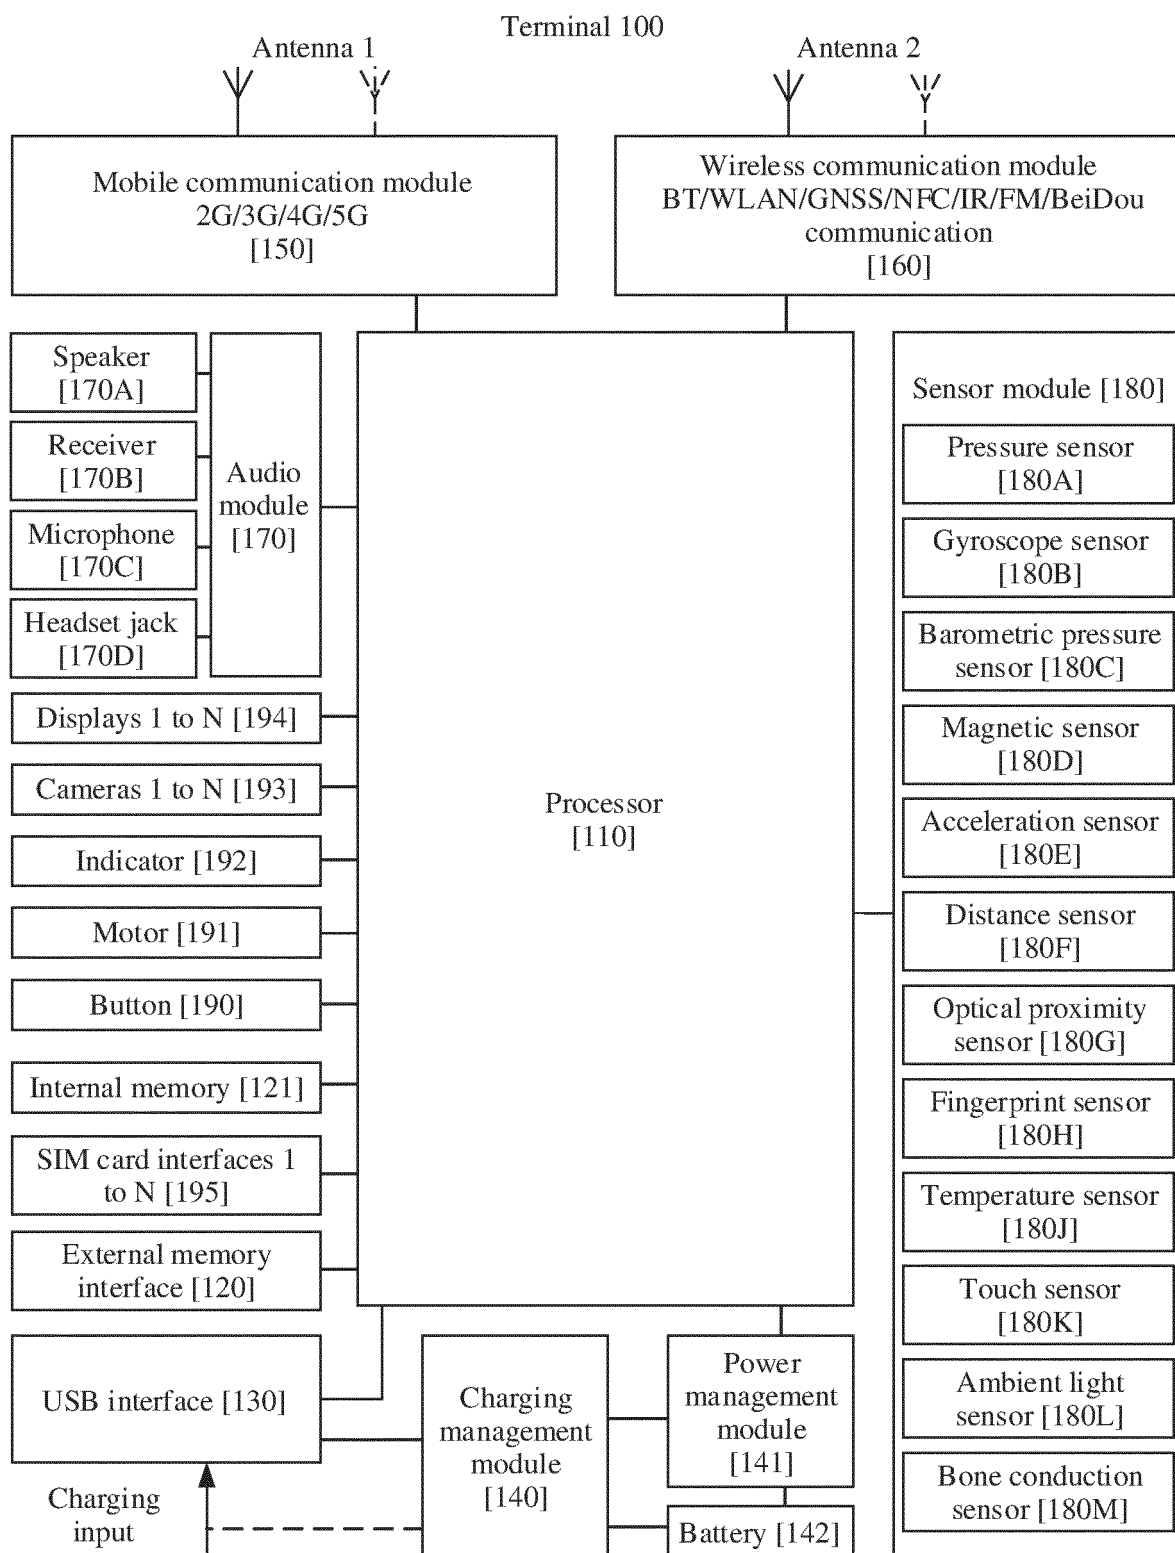 Terminal 100
Antenna 1
Antenna 2
Mobile communication module
2G/3G/4G/5G
[150]
Wireless communication module
BT/WLAN/GNSS/NFC/IR/FM/BeiDou
communication
[160]
Speaker
[170A]
Receiver
[170B]
Microphone
[170C]
Headset jack
[170D]
Audio
module
[170]
Displays 1 to N [194]
Cameras 1 to N [193]
Indicator [192]
Motor [191]
Button [190]
Internal memory [121]
SIM card interfaces 1
to N [195]
External memory
interface [120]
Processor
[110]
Sensor module [180]
Pressure sensor
[180A]
Gyroscope sensor
[180B]
Barometric pressure
sensor [180C]
Magnetic sensor
[180D]
Acceleration sensor
[180E]
Distance sensor
[180F]
Optical proximity
sensor [180G]
Fingerprint sensor
[180H]
Temperature sensor
[180J]
Touch sensor
[180K]
Ambient light
sensor [180L]
Bone conduction
sensor [180M]
USB interface [130]
Charging
management
module
[140]
Power
management
module
[141]
Battery [142]
Charging
input